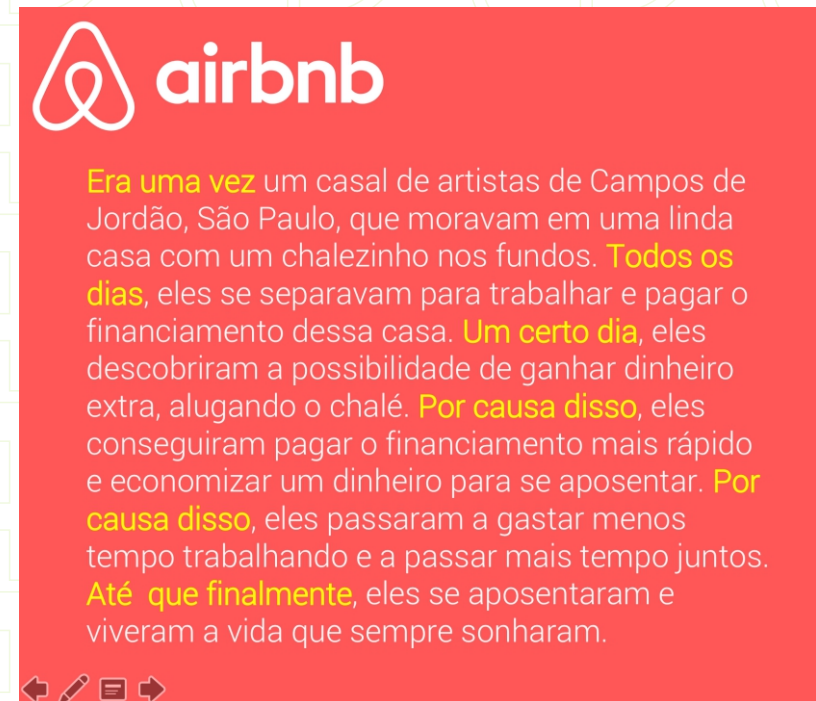 airbnb
Era uma vez um casal de artistas de Campos de
Jordão, São Paulo, que moravam em uma linda
casa com um chalezinho nos fundos. Todos os
dias, eles se separavam para trabalhar e pagar o
financiamento dessa casa. Um certo dia, eles
descobriram a possibilidade de ganhar dinheiro
extra, alugando o chalé. Por causa disso, eles
conseguiram pagar o financiamento mais rápido
e economizar um dinheiro para se aposentar. Por
causa disso, eles passaram a gastar menos
tempo trabalhando e a passar mais tempo juntos.
Até  que finalmente, eles se aposentaram e
viveram a vida que sempre sonharam.